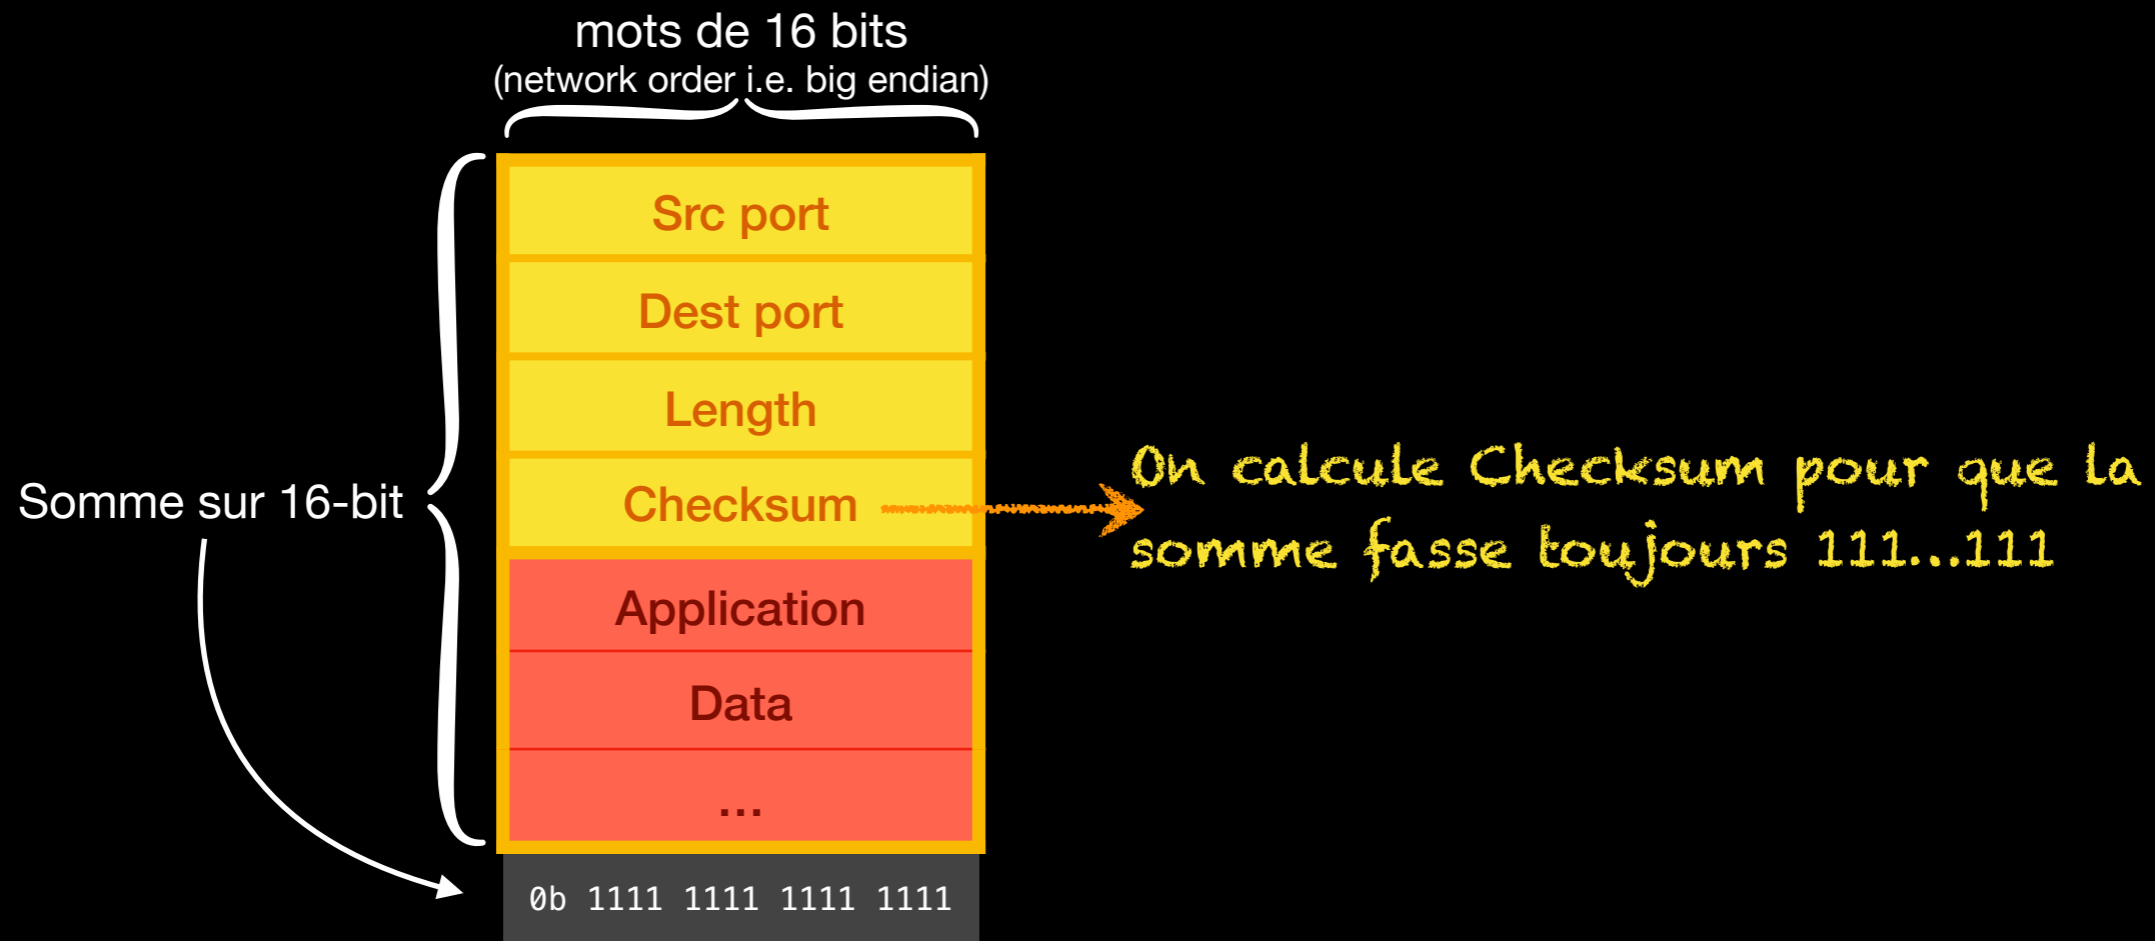 mots de 16 bits
(network order i.e. big endian)
Src port
Dest port
Length
Somme sur 16-bit
Checksum
On calcule Checksum pour que la
somme fasse toujours 111...111
Application
Data
...
0b 1111 1111 1111 1111